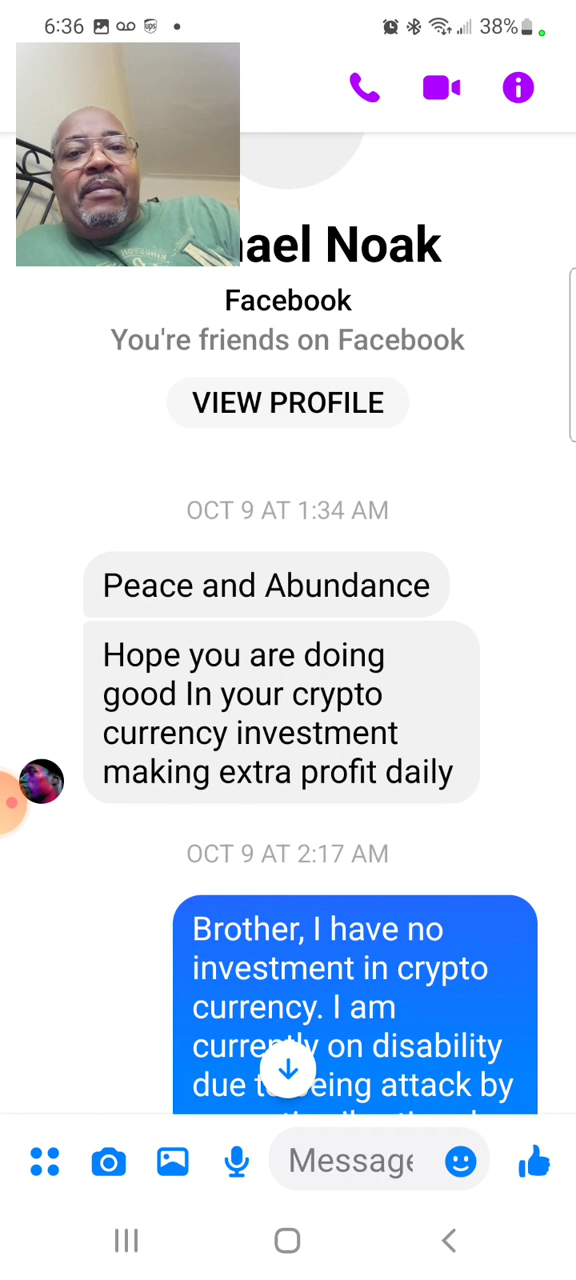 6:36
38%
ael Noak
Facebook
You're friends on Facebook
VIEW PROFILE
OCT 9 AT 1:34 AM
Peace and Abundance
Hope you are doing
good In your crypto
currency investment
making extra profit daily
OCT 9 AT 2:17 AM
Brother, I have no
investment in crypto
currency. I am
currently on disability
due to being attack by
Message